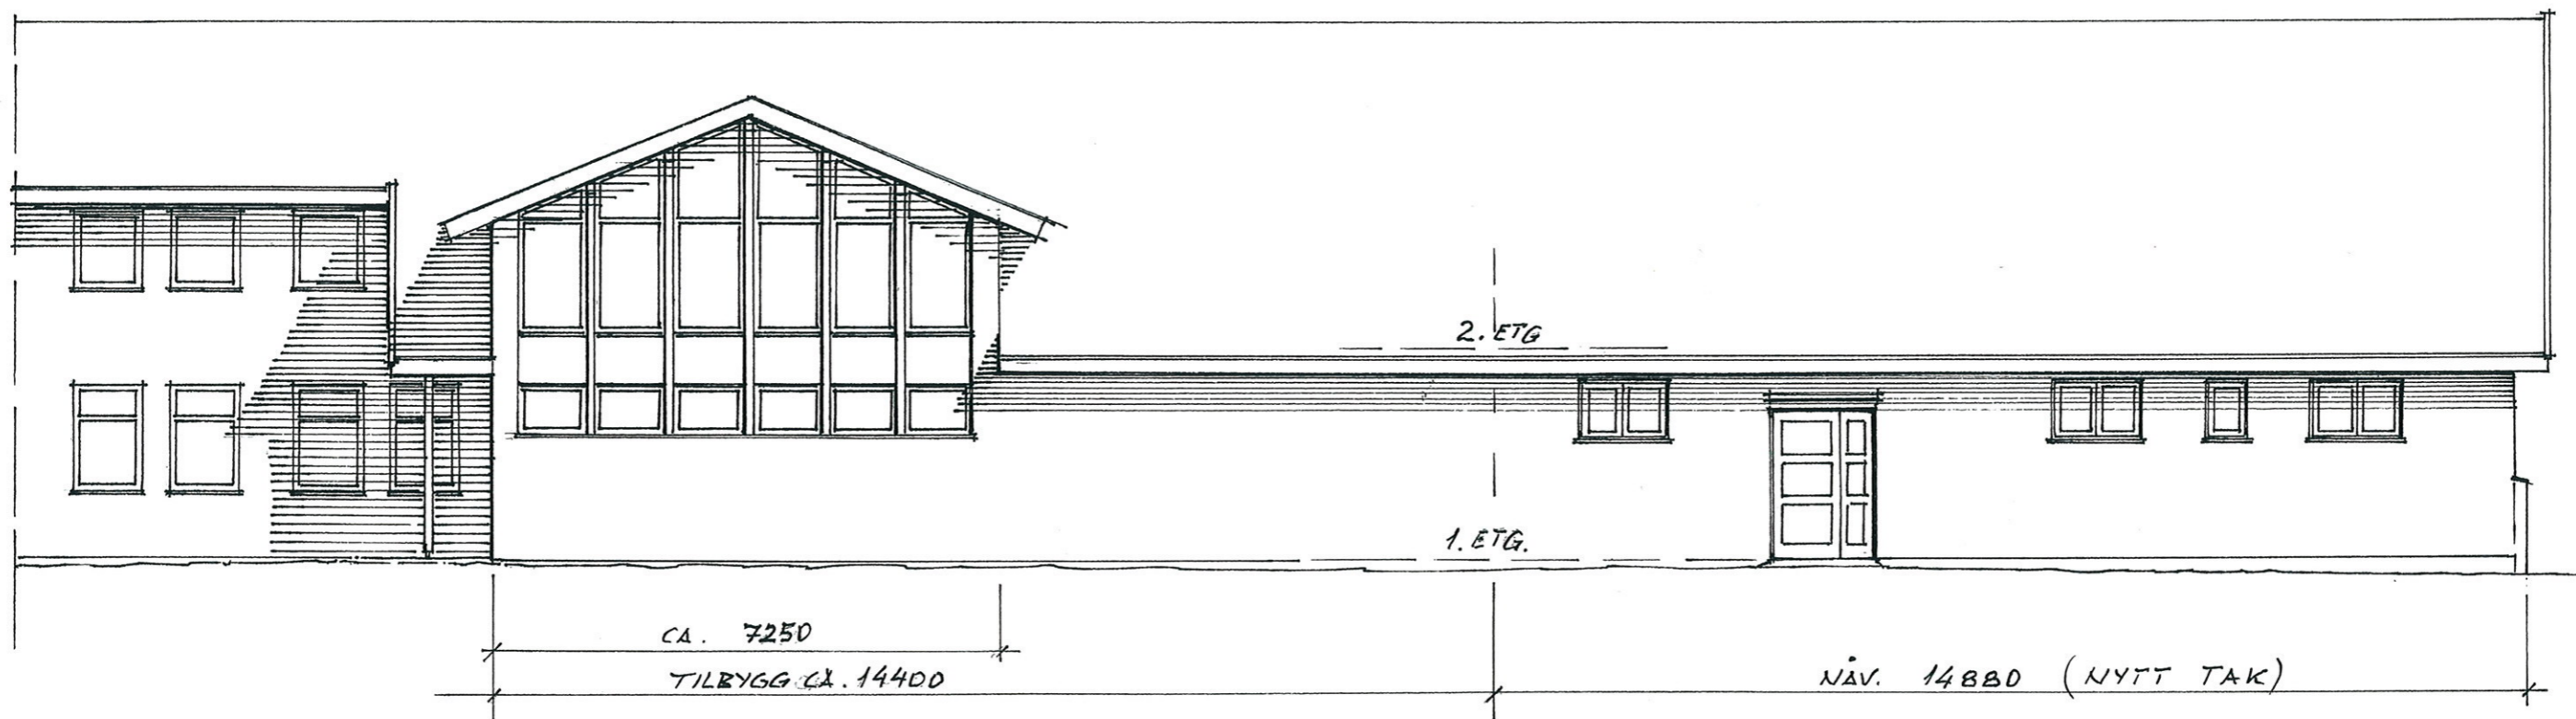 2. ETG
1. ETG.
CA. 7250
TILBYGG CA. 14400
NÅV. 14880 (NYTT TAK)